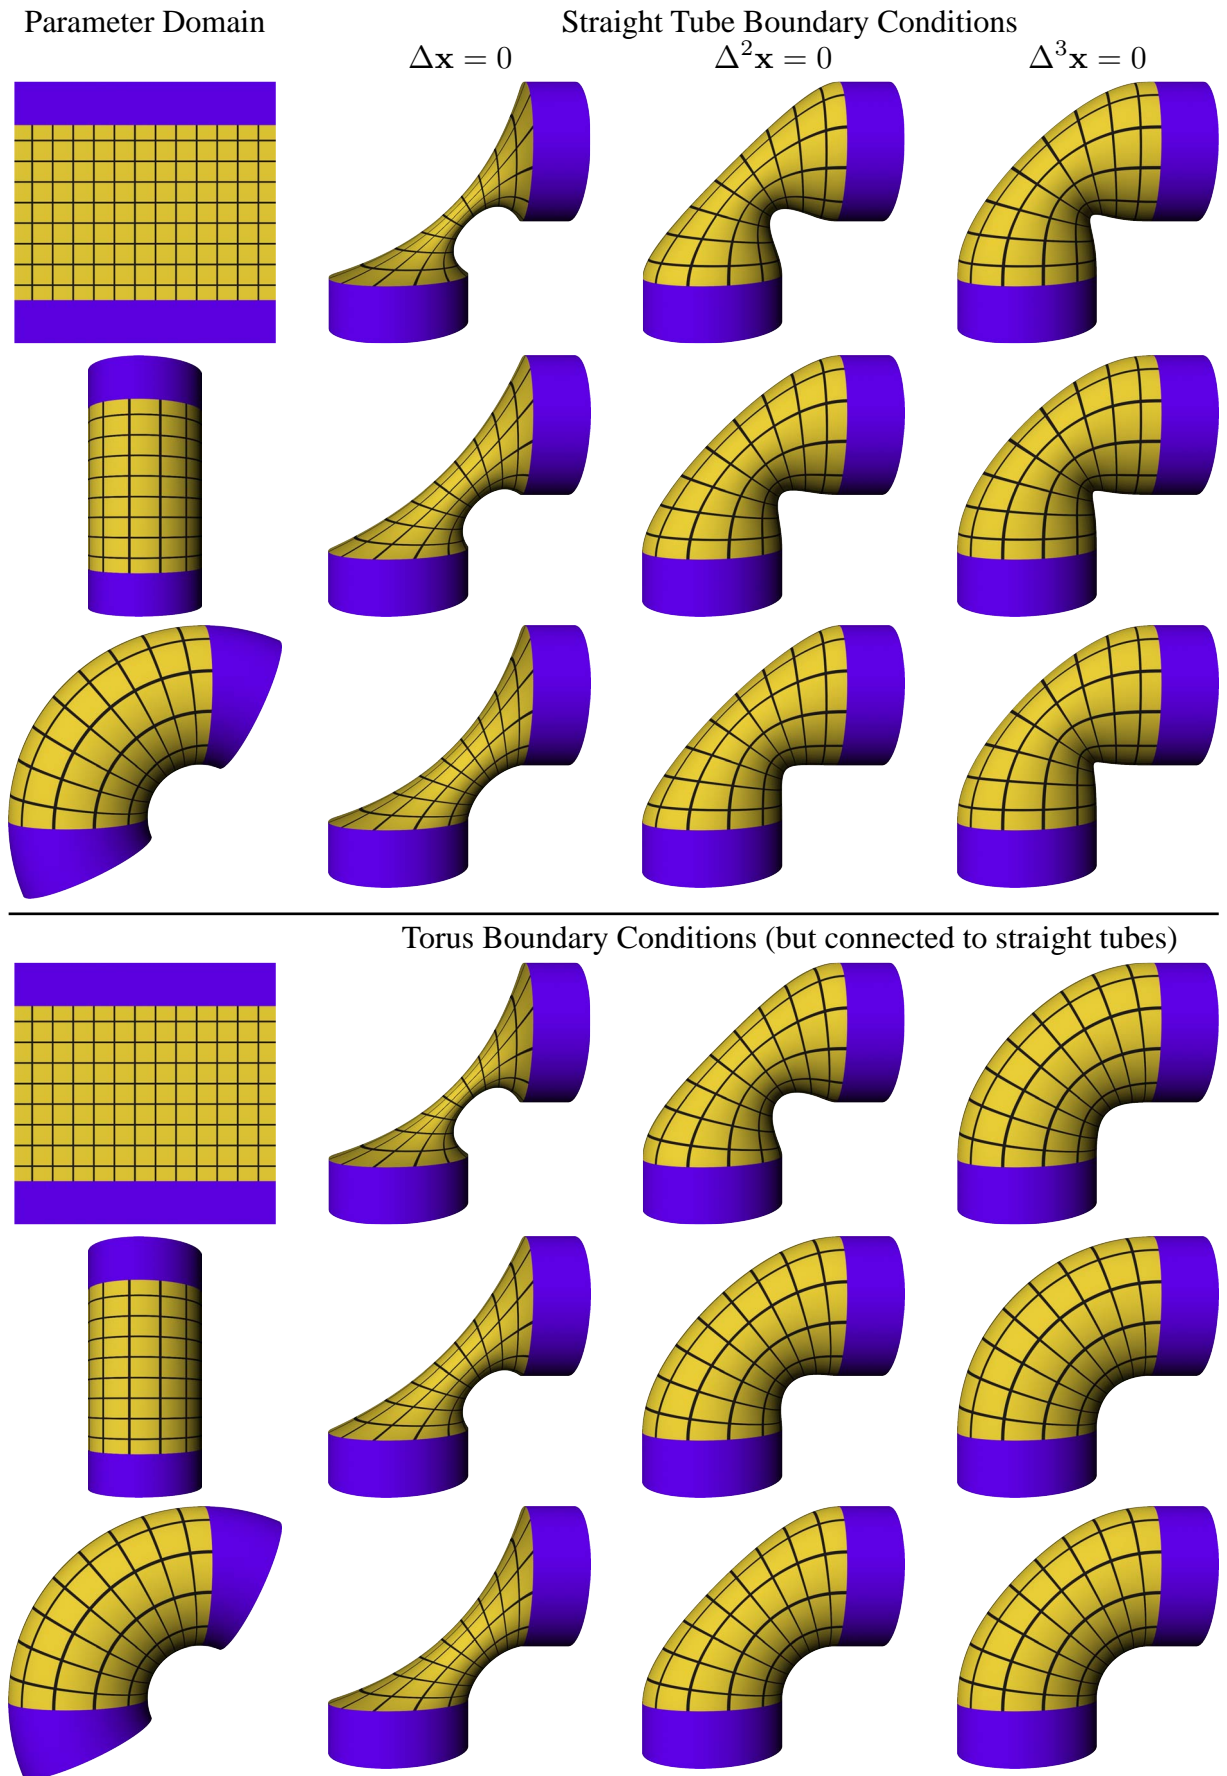 Parameter Domain
Straight Tube Boundary Conditions
Δx = 0
Δ²x = 0
Δ³x = 0
Torus Boundary Conditions (but connected to straight tubes)